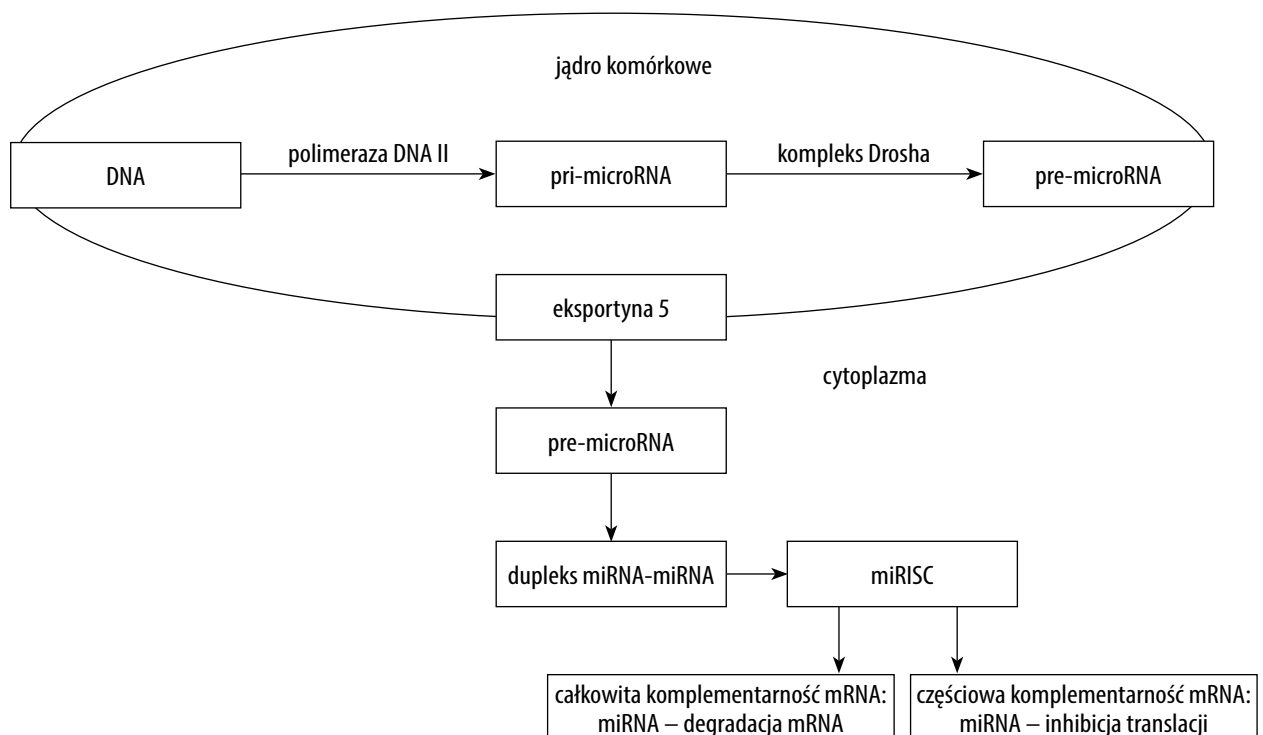 jądro komórkowe
DNA
polimeraza DNA II
pri-microRNA
kompleks Drosha
pre-microRNA
eksportyna 5
cytoplazma
pre-microRNA
dupleks miRNA-miRNA
miRISC
całkowita komplementarność mRNA:
miRNA – degradacja mRNA
częściowa komplementarność mRNA:
miRNA – inhibicja translacji